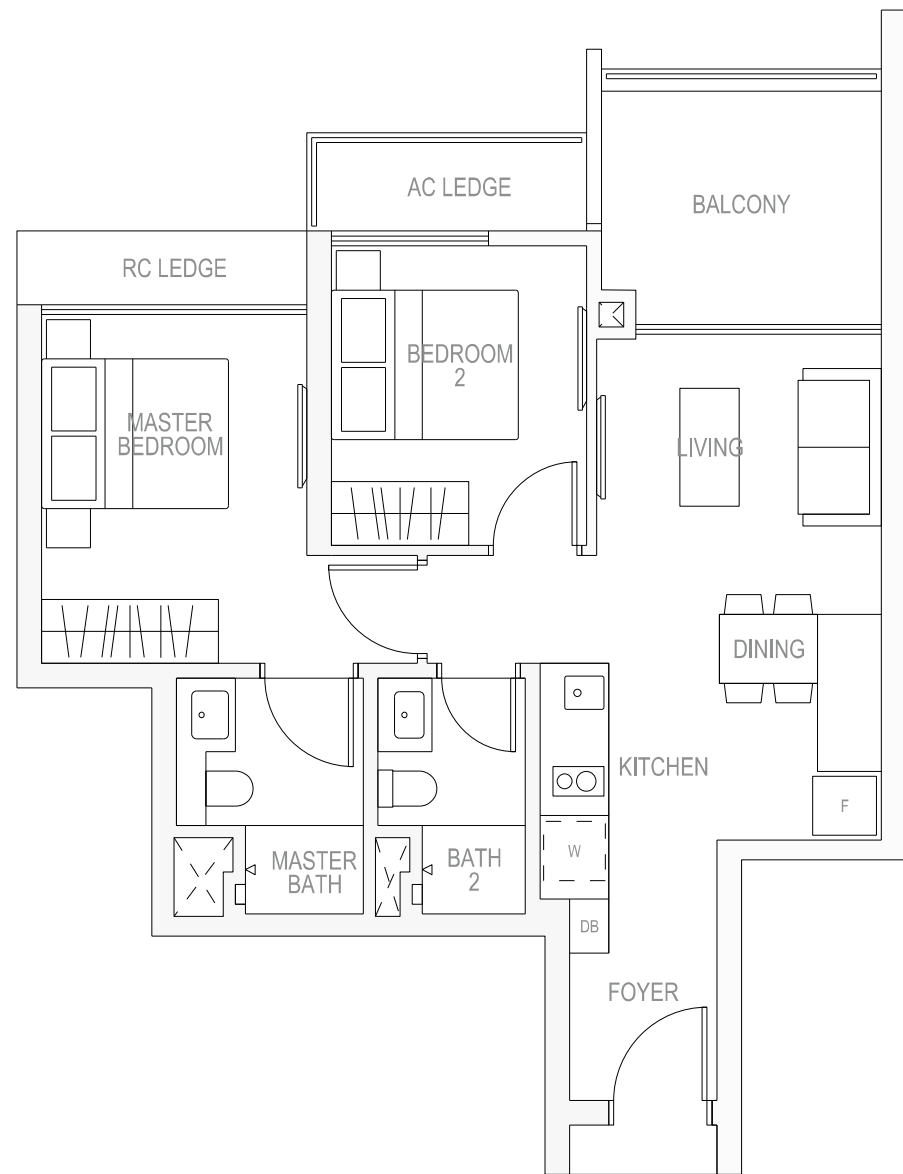 AC LEDGE
BALCONY
RC LEDGE
BEDROOM
2
MASTER
BEDROOM
LIVING
DINING
KITCHEN
F
W
MASTER
BATH
BATH
2
DB
FOYER